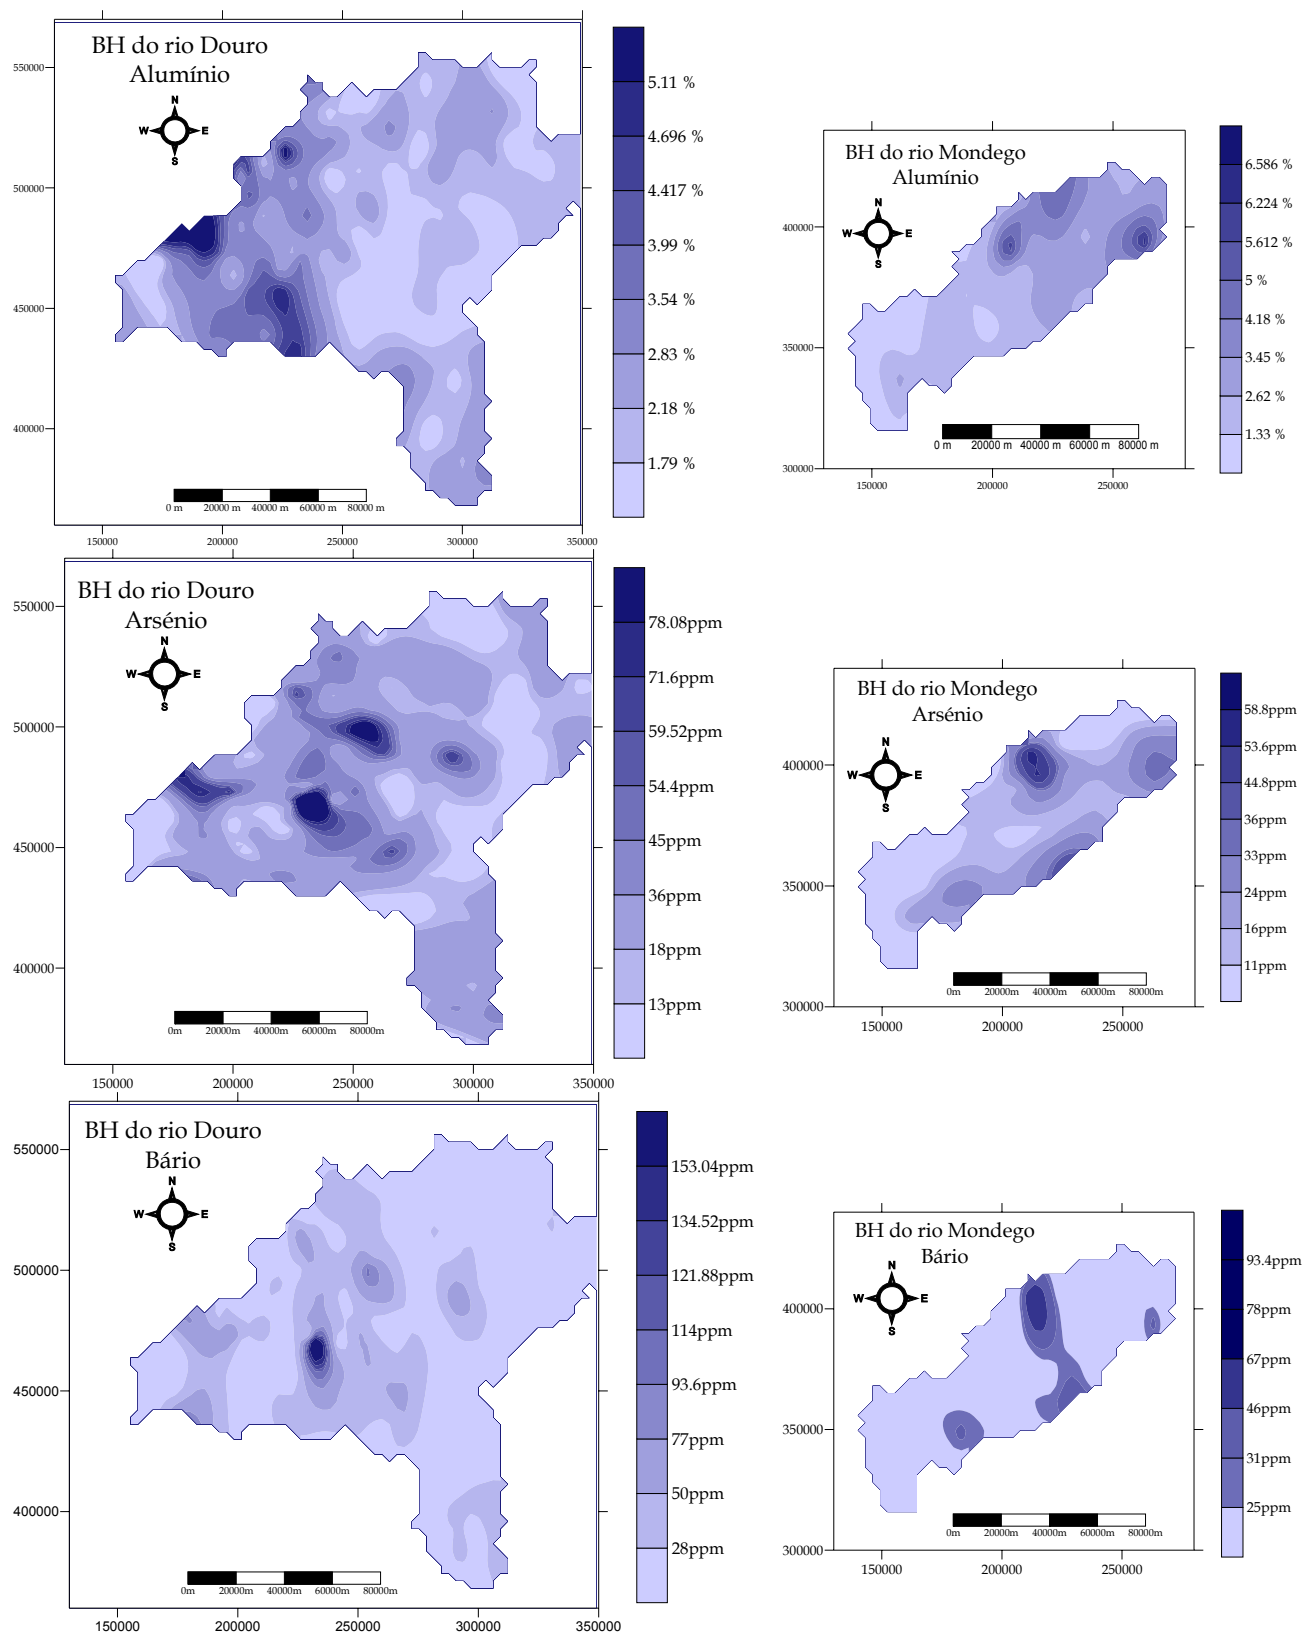 BH do rio Douro
Alumínio
N
W E
S
550000
500000
450000
400000
0 m 20000 m 40000 m 60000 m 80000 m
150000 200000 250000 300000 350000
5.11 %
4.696 %
4.417 %
3.99 %
3.54 %
2.83 %
2.18 %
1.79 %
BH do rio Mondego
Alumínio
N
W E
S
400000
350000
300000
0 m 20000 m 40000 m 60000 m 80000 m
150000 200000 250000
6.586 %
6.224 %
5.612 %
5 %
4.18 %
3.45 %
2.62 %
1.33 %
BH do rio Douro
Arsénio
N
W E
S
550000
500000
450000
400000
0m 20000m 40000m 60000m 80000m
150000 200000 250000 300000 350000
78.08ppm
71.6ppm
59.52ppm
54.4ppm
45ppm
36ppm
18ppm
13ppm
BH do rio Mondego
Arsénio
N
W E
S
400000
350000
300000
0m 20000m 40000m 60000m 80000m
150000 200000 250000
58.8ppm
53.6ppm
44.8ppm
36ppm
33ppm
24ppm
16ppm
11ppm
BH do rio Douro
Bário
N
W E
S
550000
500000
450000
400000
0m 20000m 40000m 60000m 80000m
150000 200000 250000 300000 350000
153.04ppm
134.52ppm
121.88ppm
114ppm
93.6ppm
77ppm
50ppm
28ppm
BH do rio Mondego
Bário
N
W E
S
400000
350000
300000
0m 20000m 40000m 60000m 80000m
150000 200000 250000
93.4ppm
78ppm
67ppm
46ppm
31ppm
25ppm